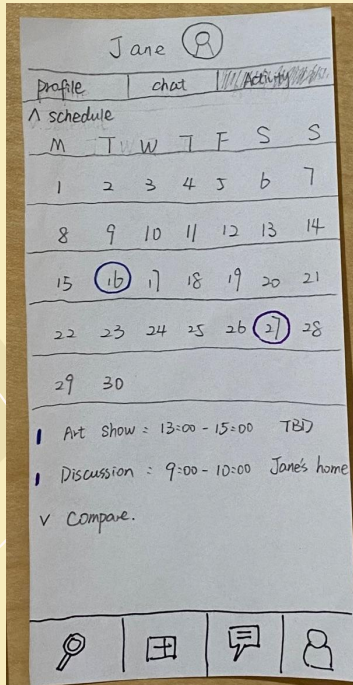 Jane
profile chat Activity
schedule
M T W T F S S
1 2 3 4 5 6 7
8 9 10 11 12 13 14
15 16 17 18 19 20 21
22 23 24 25 26 27 28
29 30
Art Show : 13:00 - 15:00 TBD
Discussion : 9:00 - 10:00 Jane's home
Compare.